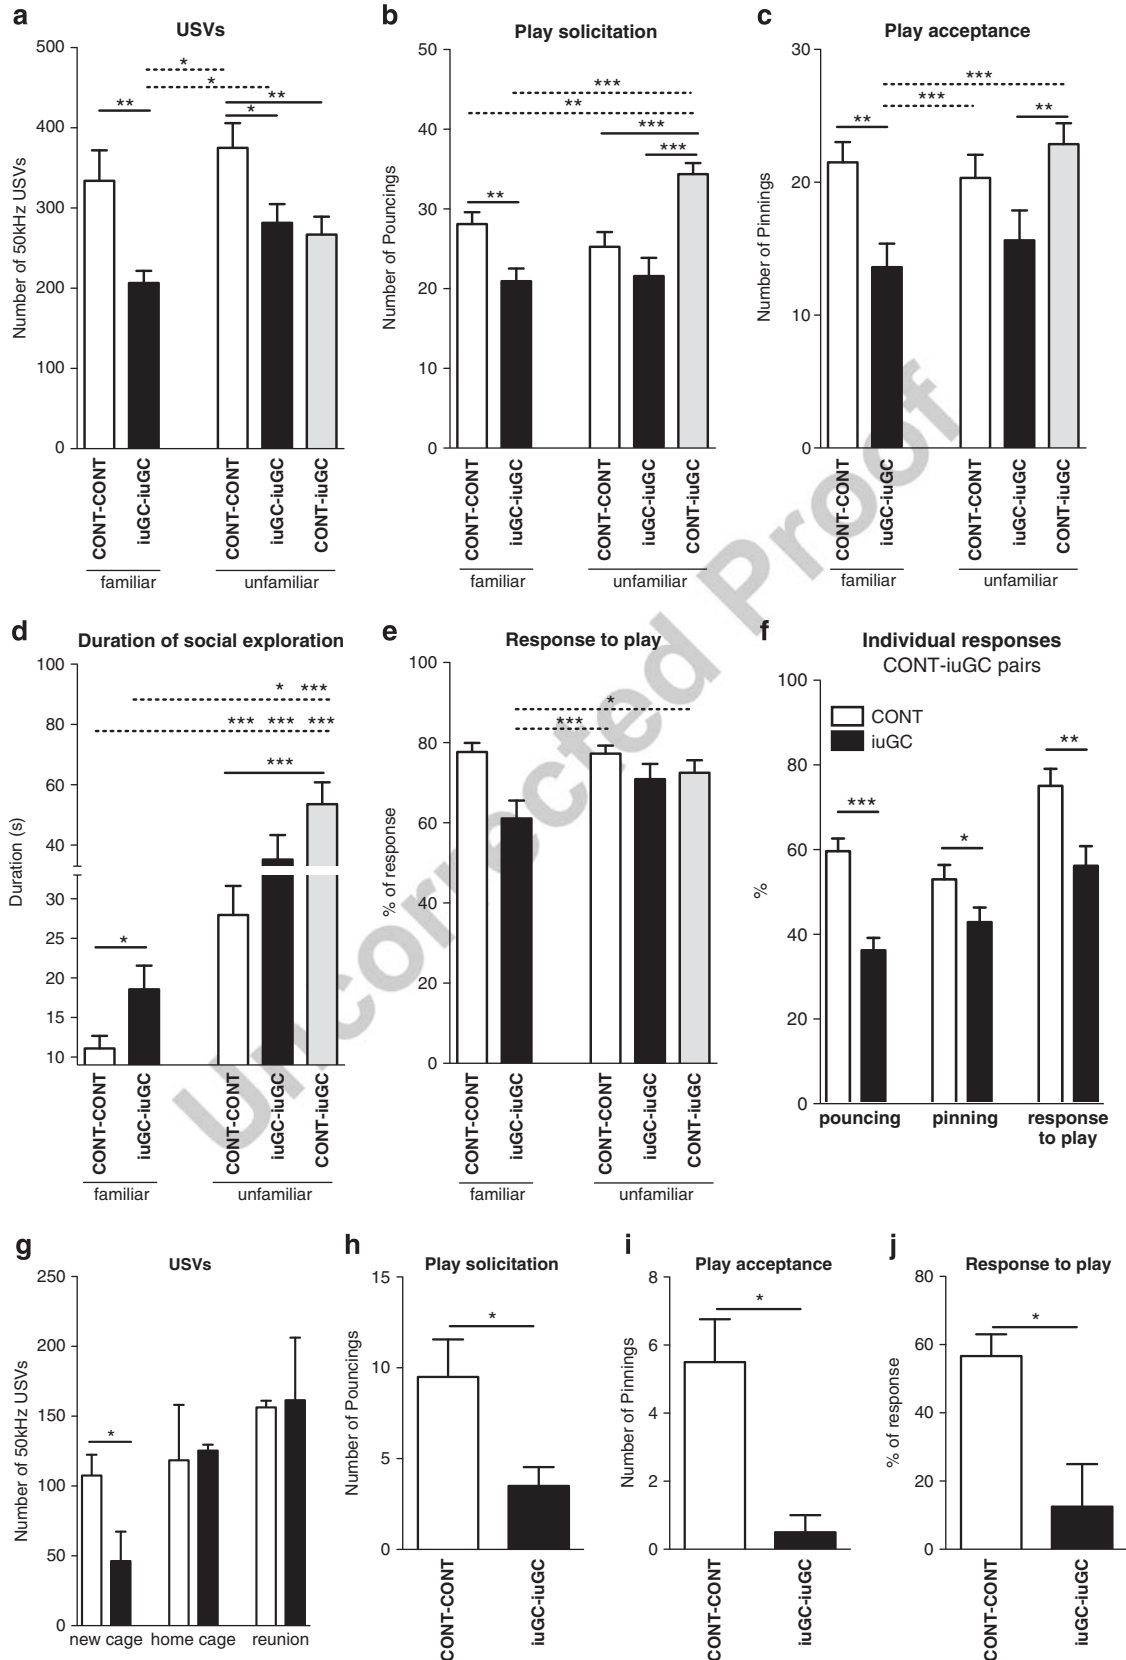 a
USVs
Number of 50kHz USVs
500
400
300
200
100
0
* 
*
**
**
*
CONT-CONT
iuGC-iuGC
CONT-CONT
iuGC-iuGC
CONT-iuGC
familiar
unfamiliar
b
Play solicitation
Number of Pouncings
50
40
30
20
10
0
***
**
***
***
**
CONT-CONT
iuGC-iuGC
CONT-CONT
iuGC-iuGC
CONT-iuGC
familiar
unfamiliar
c
Play acceptance
Number of Pinnings
30
20
10
0
***
***
**
**
CONT-CONT
iuGC-iuGC
CONT-CONT
iuGC-iuGC
CONT-iuGC
familiar
unfamiliar
d
Duration of social exploration
Duration (s)
100
80
60
40
30
25
20
15
10
* ***
*** *** ***
***
*
CONT-CONT
iuGC-iuGC
CONT-CONT
iuGC-iuGC
CONT-iuGC
familiar
unfamiliar
e
Response to play
% of response
100
80
60
40
20
0
*
***
CONT-CONT
iuGC-iuGC
CONT-CONT
iuGC-iuGC
CONT-iuGC
familiar
unfamiliar
f
Individual responses
CONT-iuGC pairs
%
100
80
60
40
20
0
CONT
iuGC
***
*
**
pouncing
pinning
response
to play
g
USVs
Number of 50kHz USVs
250
200
150
100
50
0
*
new cage
home cage
reunion
h
Play solicitation
Number of Pouncings
15
10
5
0
*
CONT-CONT
iuGC-iuGC
i
Play acceptance
Number of Pinnings
8
6
4
2
0
*
CONT-CONT
iuGC-iuGC
j
Response to play
% of response
80
60
40
20
0
*
CONT-CONT
iuGC-iuGC
Uncorrected Proof